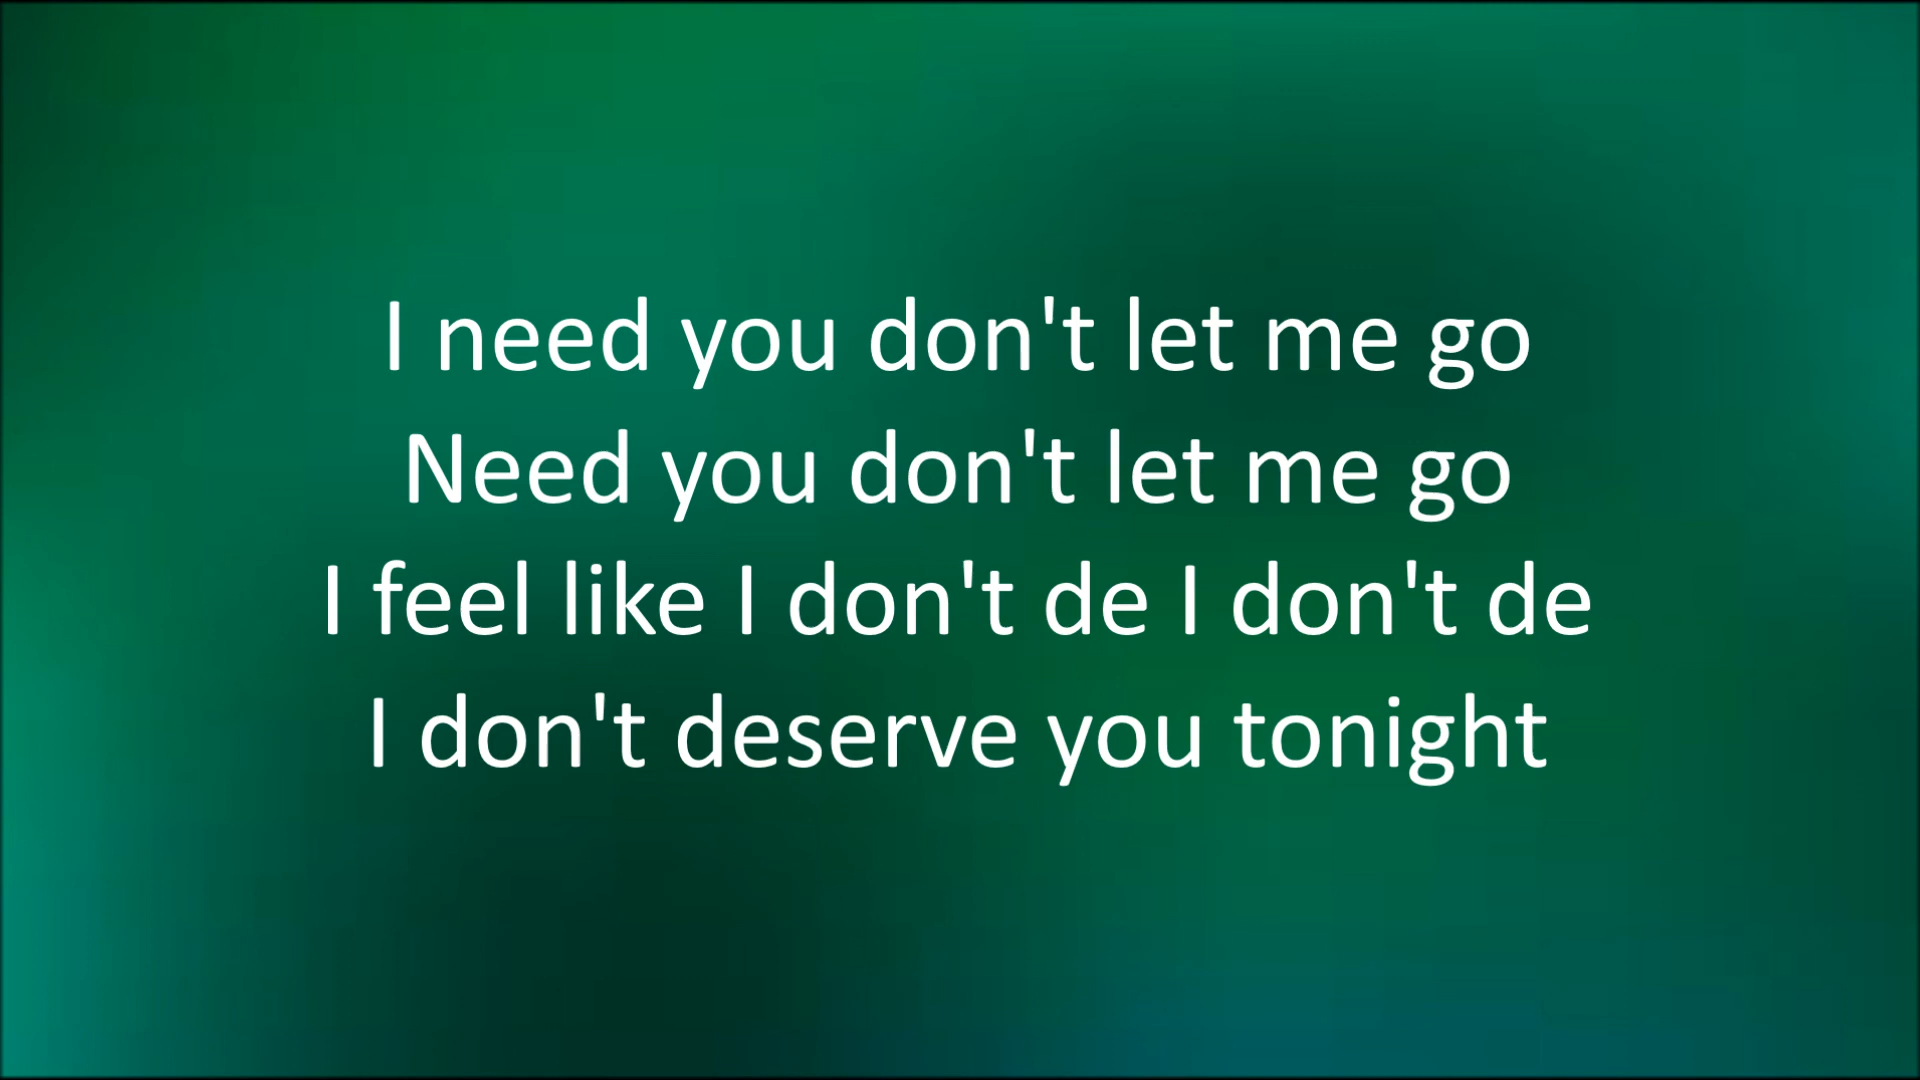 I need you don't let me go
Need you don't let me go
I feel like I don't de I don't de
I don't deserve you tonight